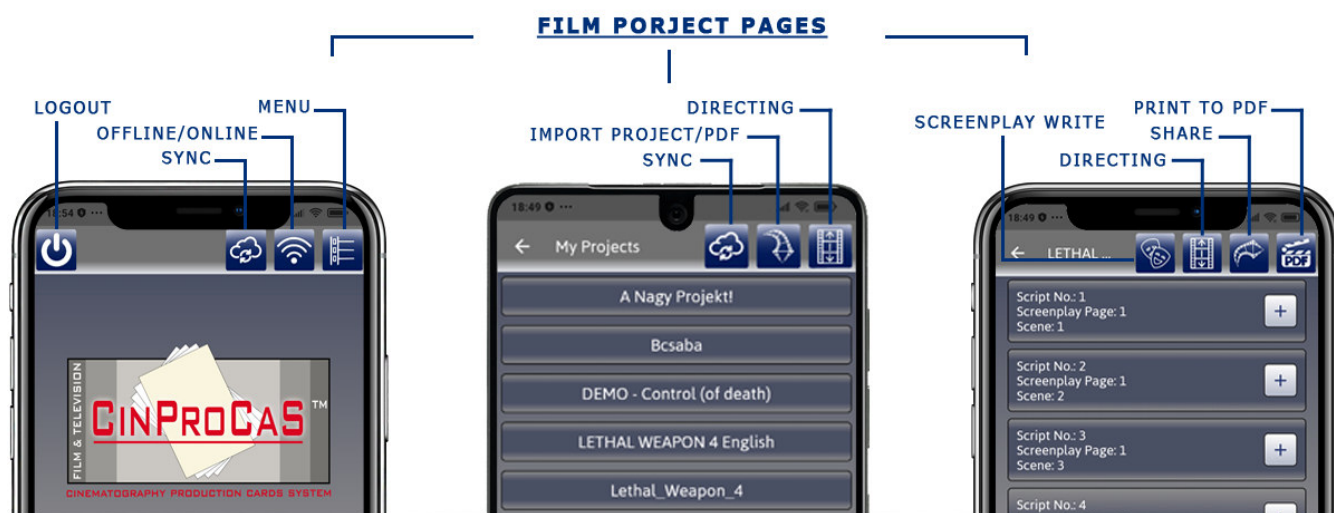 FILM PORJECT PAGES
LOGOUT
MENU
OFFLINE/ONLINE
SYNC
18:54
FILM & TELEVISION
CINPROCAS TM
CINEMATOGRAPHY PRODUCTION CARDS SYSTEM
DIRECTING
IMPORT PROJECT/PDF
SYNC
18:49
My Projects
A Nagy Projekt!
Bcsaba
DEMO - Control (of death)
LETHAL WEAPON 4 English
Lethal_Weapon_4
PRINT TO PDF
SCREENPLAY WRITE
SHARE
DIRECTING
18:49
LETHAL ...
PDF
Script No.: 1
Screenplay Page: 1
Scene: 1
+
Script No.: 2
Screenplay Page: 1
Scene: 2
+
Script No.: 3
Screenplay Page: 1
Scene: 3
+
Script No.: 4